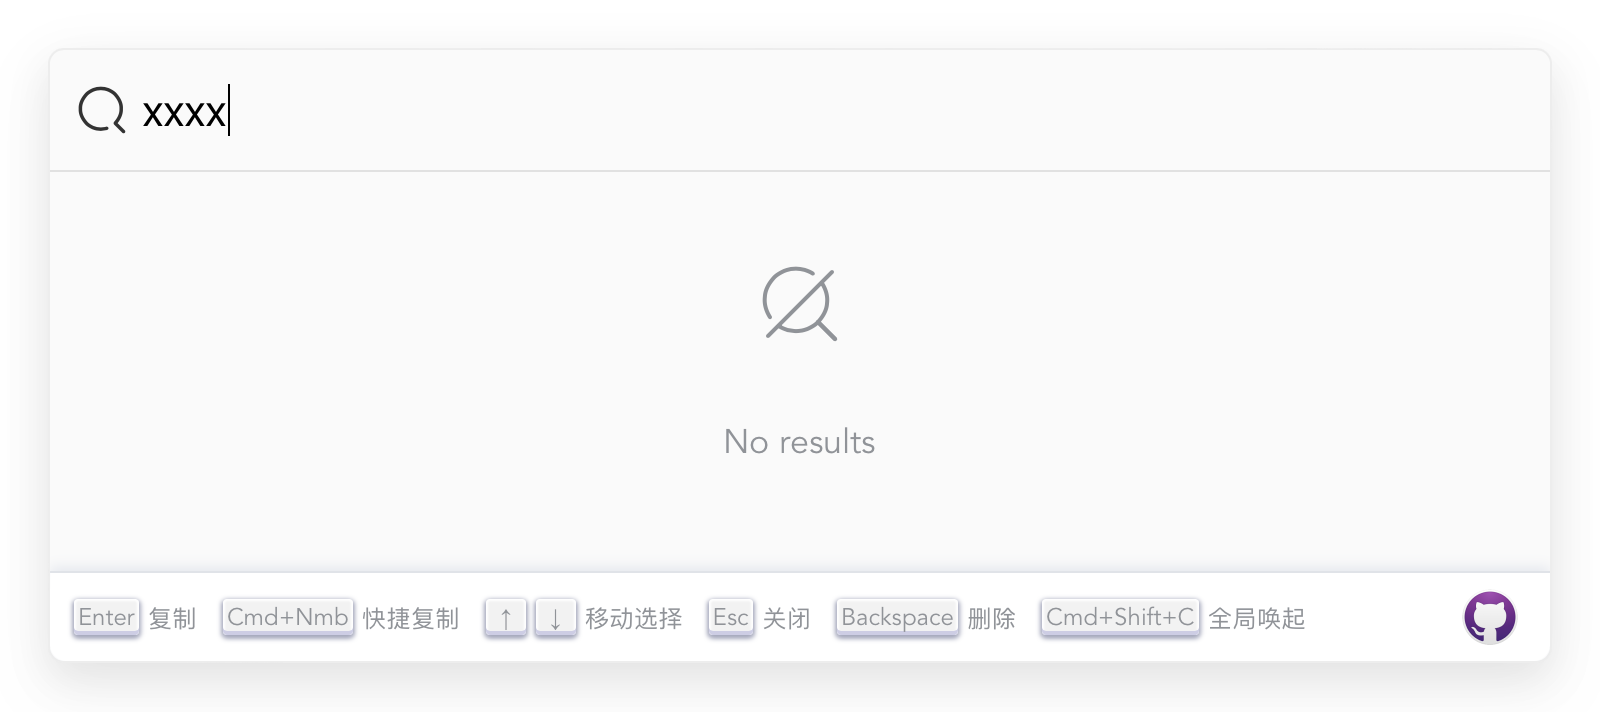 xxxx
No results
Enter 复制 Cmd+Nmb 快捷复制 ↑ ↓ 移动选择 Esc 关闭 Backspace 删除 Cmd+Shift+C 全局唤起